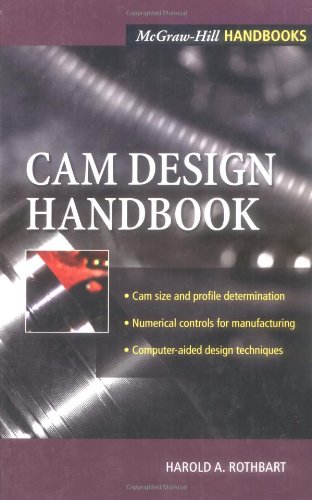 McGraw-Hill HANDBOOKS
CAM DESIGN
HANDBOOK
• Cam size and profile determination
• Numerical controls for manufacturing
• Computer-aided design techniques
HAROLD A. ROTHBART